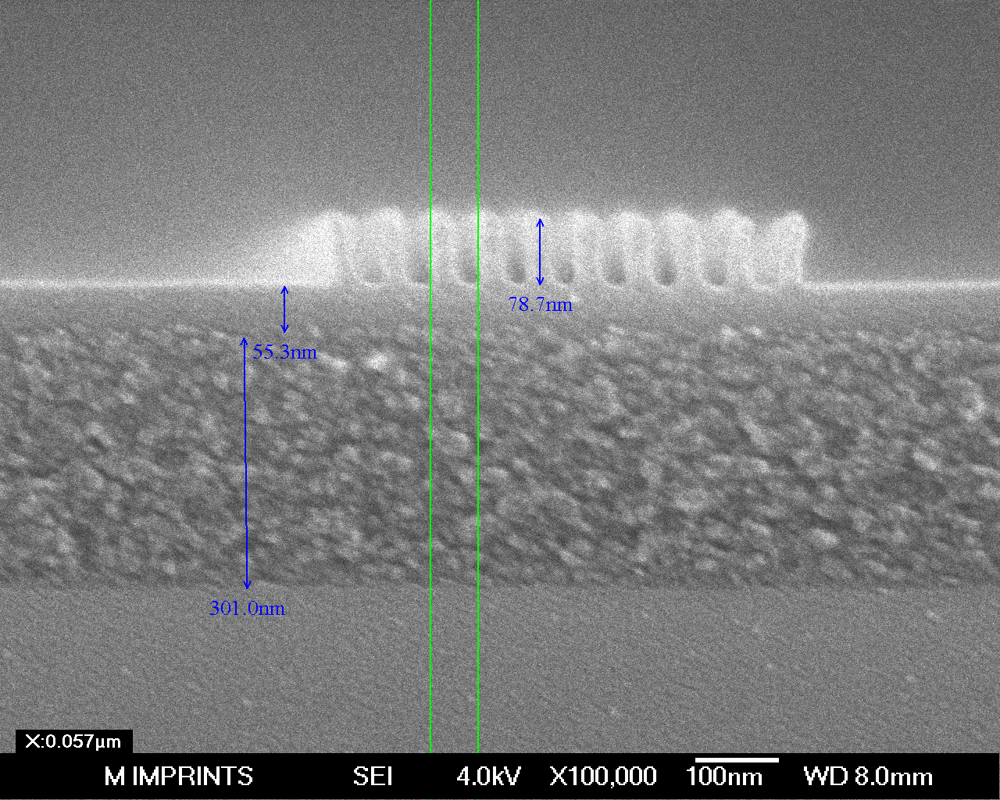 78.7nm
55.3nm
301.0nm
X:0.057µm
M IMPRINTS SEI 4.0kV X100,000 100nm WD 8.0mm